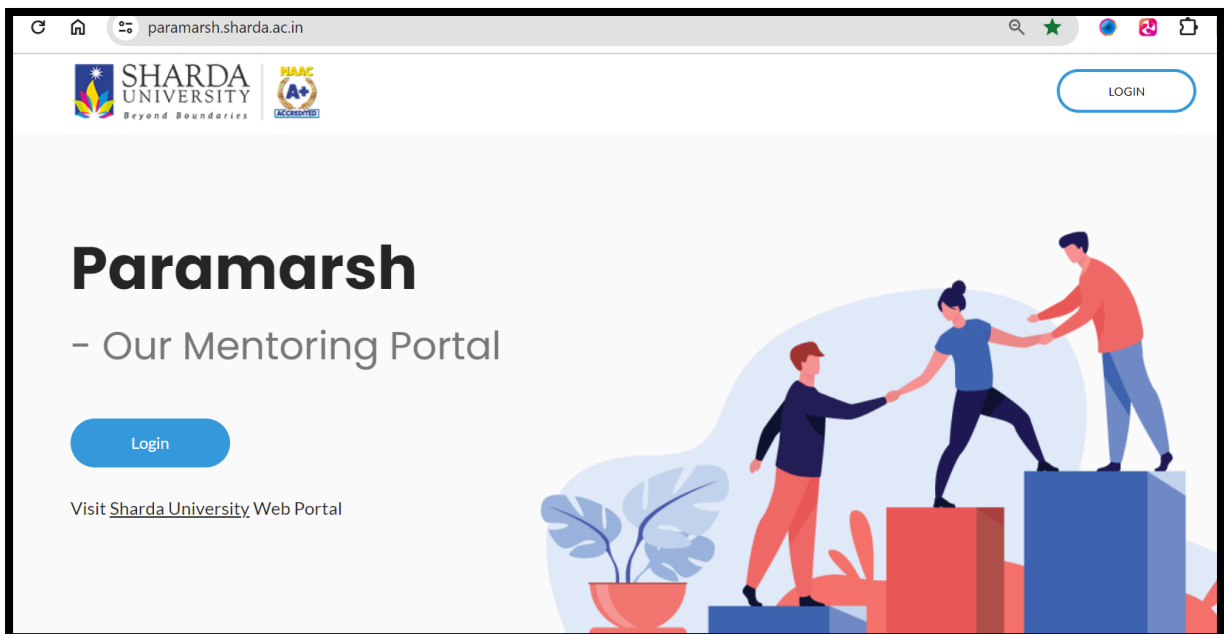 paramarsh.sharda.ac.in
SHARDA
UNIVERSITY
Beyond Boundaries
NAAC
A+
ACCREDITED
LOGIN
Paramarsh
- Our Mentoring Portal
Login
Visit Sharda University Web Portal